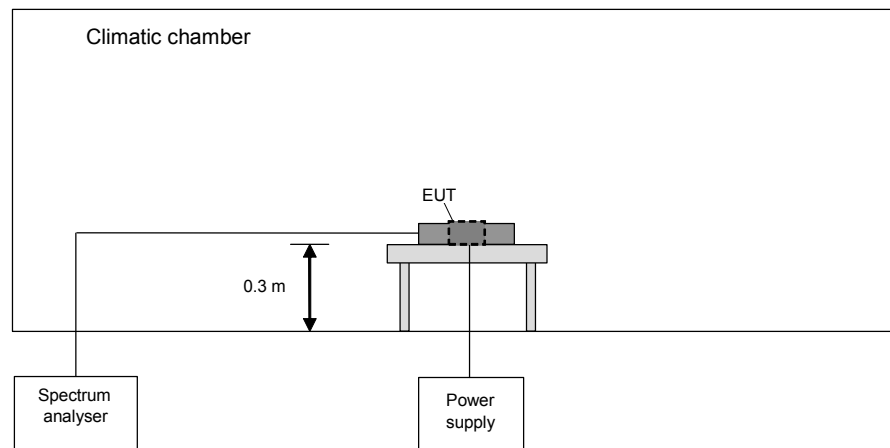 Climatic chamber
EUT
0.3 m
Spectrum
analyser
Power
supply